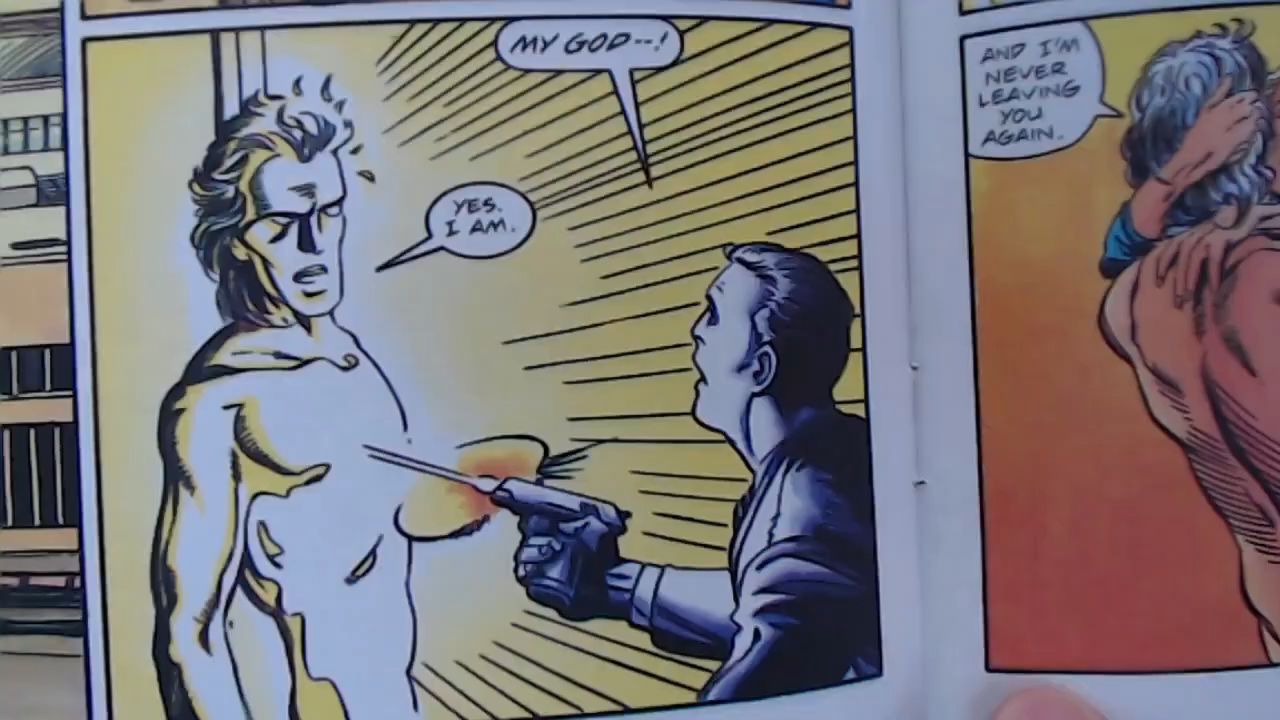 MY GOD--!
YES.
I AM.
AND I'M
NEVER
LEAVING
YOU
AGAIN.